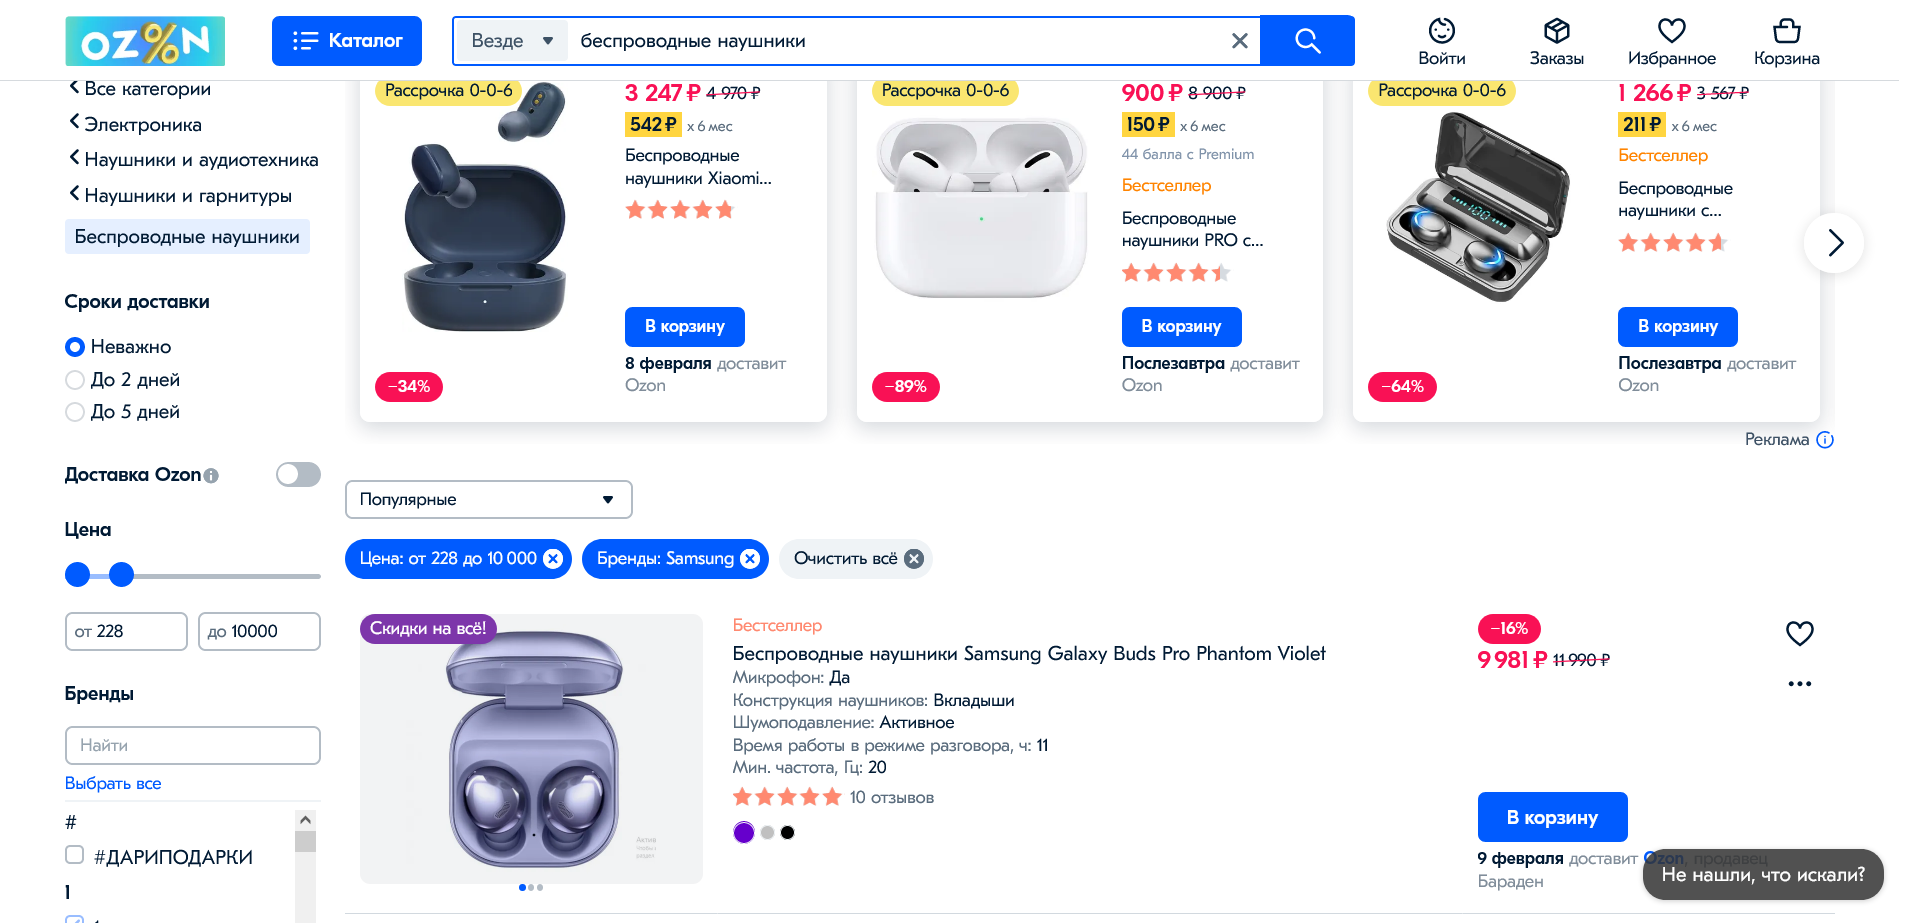 OZ%N
Каталог
Везде
беспроводные наушники
Войти
Заказы
Избранное
Корзина
Все категории
Электроника
Наушники и аудиотехника
Наушники и гарнитуры
Беспроводные наушники
Сроки доставки
Неважно
До 2 дней
До 5 дней
Доставка Ozon
Цена
от 228
до 10000
Бренды
Найти
Выбрать все
#
#ДАРИПОДАРКИ
1
Рассрочка 0-0-6
3 247 ₽ 4 970 ₽
542 ₽ х 6 мес
Беспроводные
наушники Xiaomi...
В корзину
8 февраля доставит
Ozon
−34%
Рассрочка 0-0-6
900 ₽ 8 900 ₽
150 ₽ х 6 мес
44 балла с Premium
Бестселлер
Беспроводные
наушники PRO с...
В корзину
Послезавтра доставит
Ozon
−89%
Рассрочка 0-0-6
1 266 ₽ 3 567 ₽
211 ₽ х 6 мес
Бестселлер
Беспроводные
наушники с...
В корзину
Послезавтра доставит
Ozon
−64%
Реклама
Популярные
Цена: от 228 до 10 000
Бренды: Samsung
Очистить всё
Скидки на всё!
Бестселлер
Беспроводные наушники Samsung Galaxy Buds Pro Phantom Violet
Микрофон: Да
Конструкция наушников: Вкладыши
Шумоподавление: Активное
Время работы в режиме разговора, ч: 11
Мин. частота, Гц: 20
10 отзывов
−16%
9 981 ₽ 11 990 ₽
В корзину
9 февраля доставит Ozon, продавец
Бараден
Не нашли, что искали?